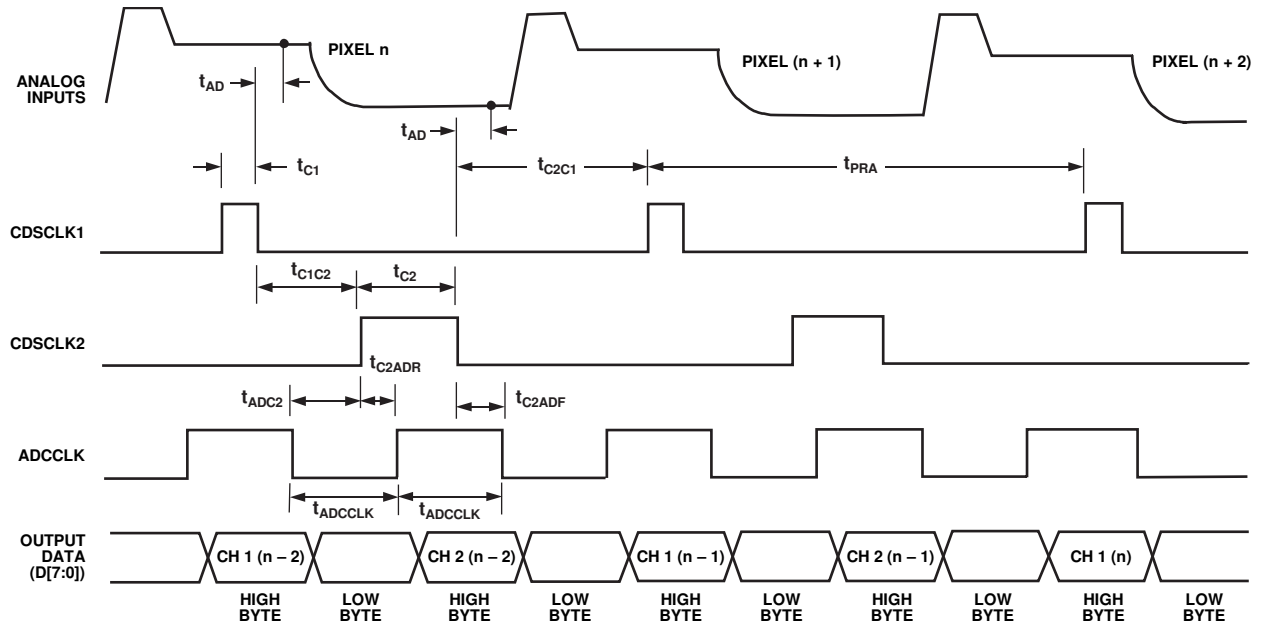 PIXEL n
PIXEL (n + 1)
PIXEL (n + 2)
ANALOG
INPUTS
tAD
tAD
tC1
tC2C1
tPRA
CDSCLK1
tC1C2
tC2
CDSCLK2
tC2ADR
tADC2
tC2ADF
ADCCLK
tADCCLK
tADCCLK
OUTPUT
DATA
(D[7:0])
CH 1 (n – 2)
CH 2 (n – 2)
CH 1 (n – 1)
CH 2 (n – 1)
CH 1 (n)
HIGH
BYTE
LOW
BYTE
HIGH
BYTE
LOW
BYTE
HIGH
BYTE
LOW
BYTE
HIGH
BYTE
LOW
BYTE
HIGH
BYTE
LOW
BYTE